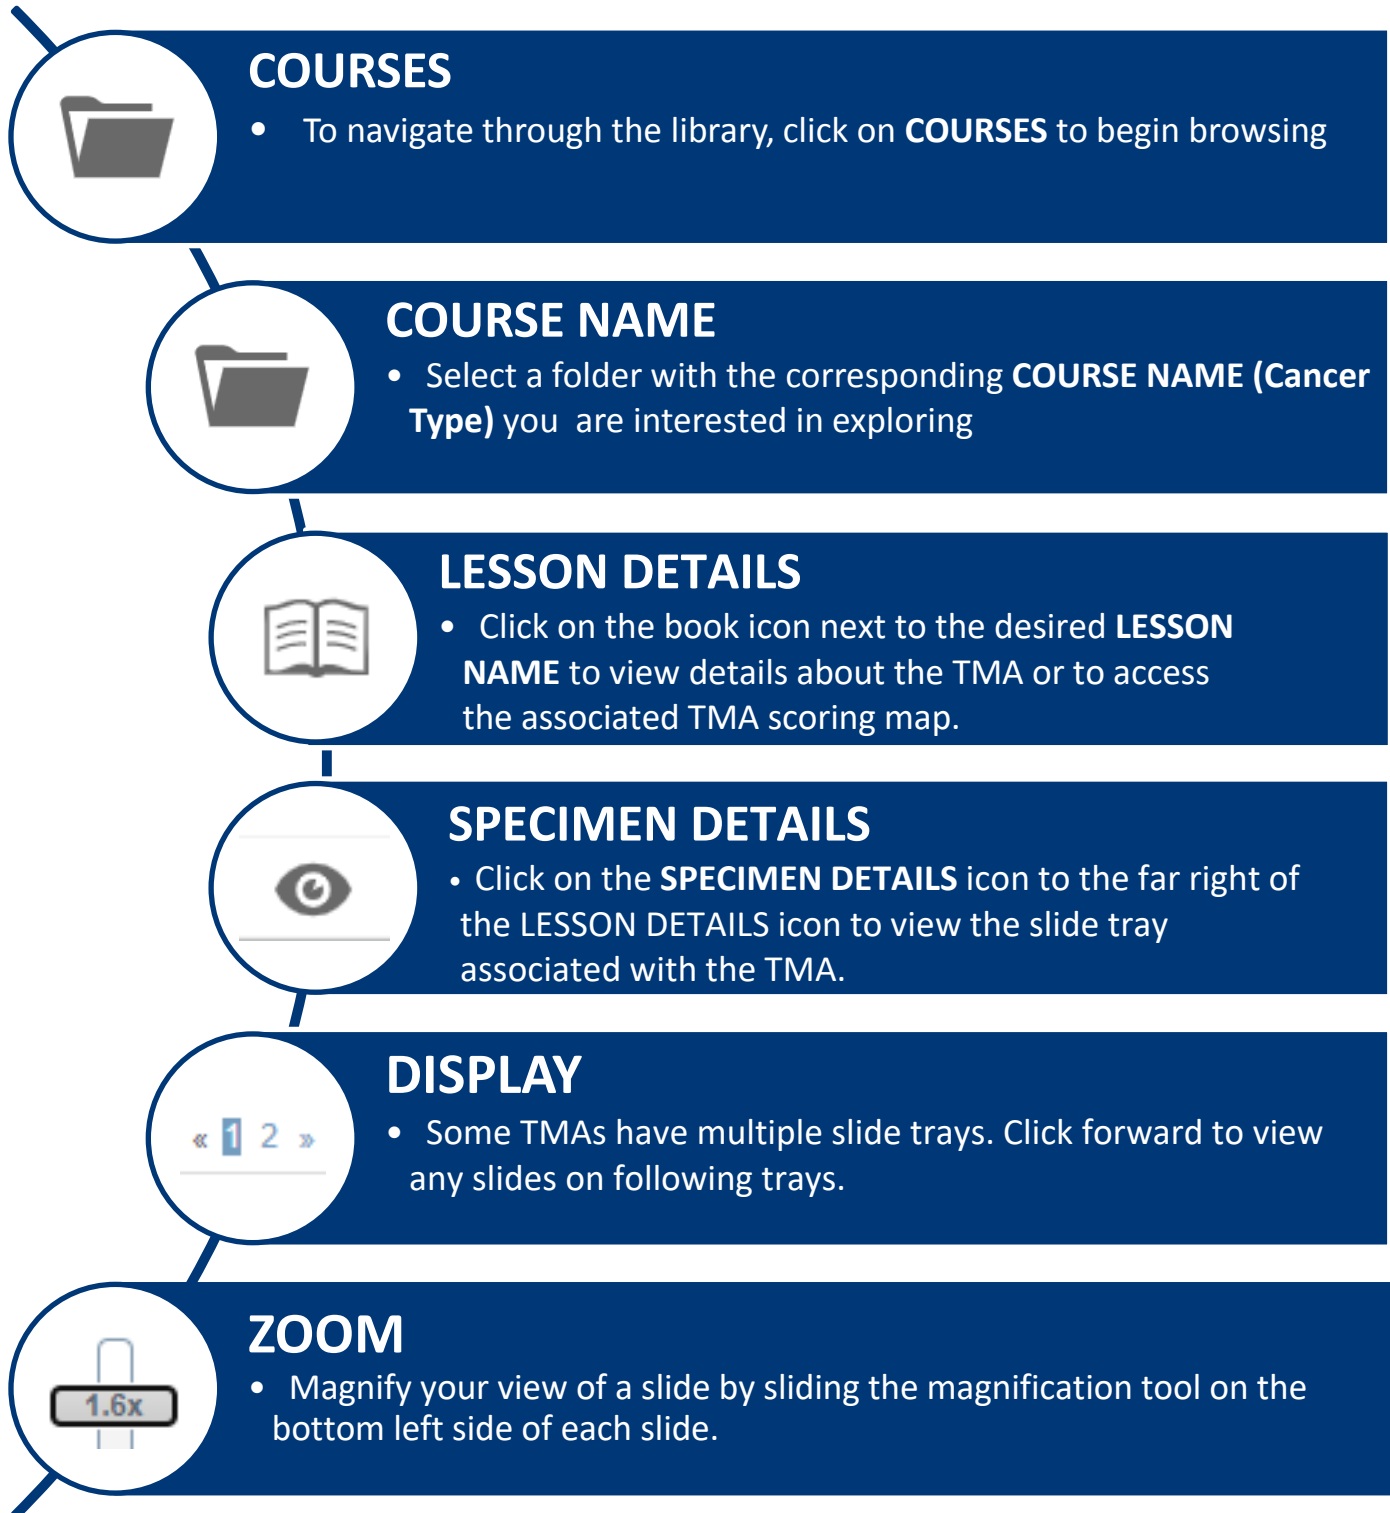 COURSES
• To navigate through the library, click on COURSES to begin browsing
COURSE NAME
• Select a folder with the corresponding COURSE NAME (Cancer
Type) you are interested in exploring
LESSON DETAILS
• Click on the book icon next to the desired LESSON
NAME to view details about the TMA or to access
the associated TMA scoring map.
SPECIMEN DETAILS
• Click on the SPECIMEN DETAILS icon to the far right of
the LESSON DETAILS icon to view the slide tray
associated with the TMA.
« 1 2 »
DISPLAY
• Some TMAs have multiple slide trays. Click forward to view
any slides on following trays.
1.6x
ZOOM
• Magnify your view of a slide by sliding the magnification tool on the
bottom left side of each slide.